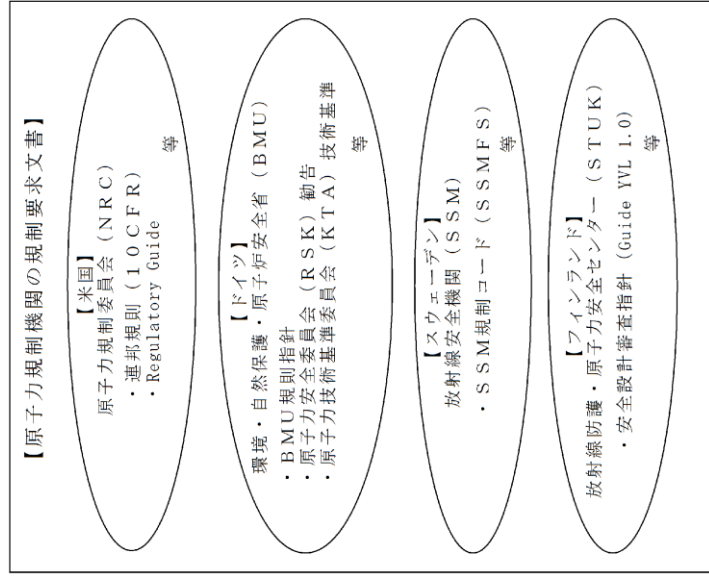 【原子力規制機関の規制要求文書】
【米国】
原子力規制委員会（ＮＲＣ）
・連邦規則（１０ＣＦＲ）
・Regulatory Guide
等
【ドイツ】
環境・自然保護・原子炉安全省（ＢＭＵ）
・ＢＭＵ規則指針
・原子力安全委員会（ＲＳＫ）勧告
・原子力技術基準委員会（ＫＴＡ）技術基準
等
【スウェーデン】
放射線安全機関（ＳＳＭ）
・ＳＳＭ規制コード（ＳＳＭＦＳ）
等
【フィンランド】
放射線防護・原子力安全センター（ＳＴＵＫ）
・安全設計審査指針（Guide YVL 1.0）
等